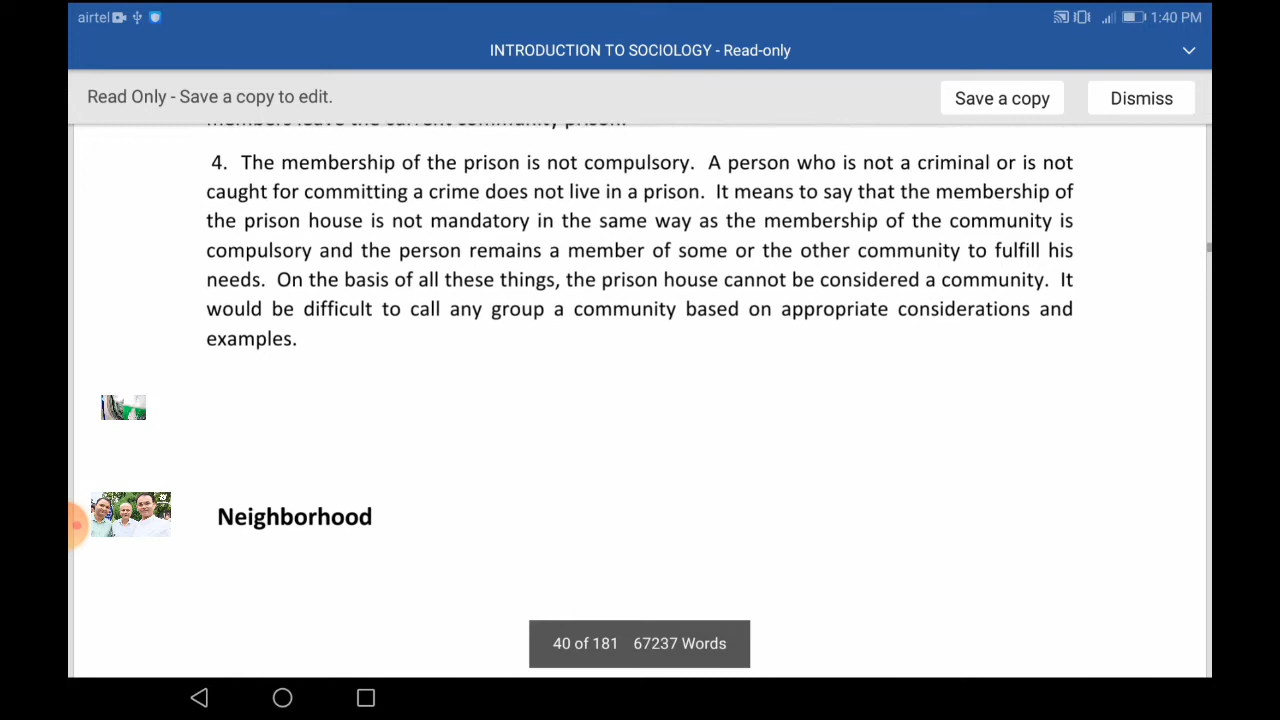 airtel 1:40 PM
INTRODUCTION TO SOCIOLOGY - Read-only
Read Only - Save a copy to edit. Save a copy Dismiss
members leave the current community prison.
4. The membership of the prison is not compulsory. A person who is not a criminal or is not
caught for committing a crime does not live in a prison. It means to say that the membership of
the prison house is not mandatory in the same way as the membership of the community is
compulsory and the person remains a member of some or the other community to fulfill his
needs. On the basis of all these things, the prison house cannot be considered a community. It
would be difficult to call any group a community based on appropriate considerations and
examples.
Neighborhood
40 of 181 67237 Words